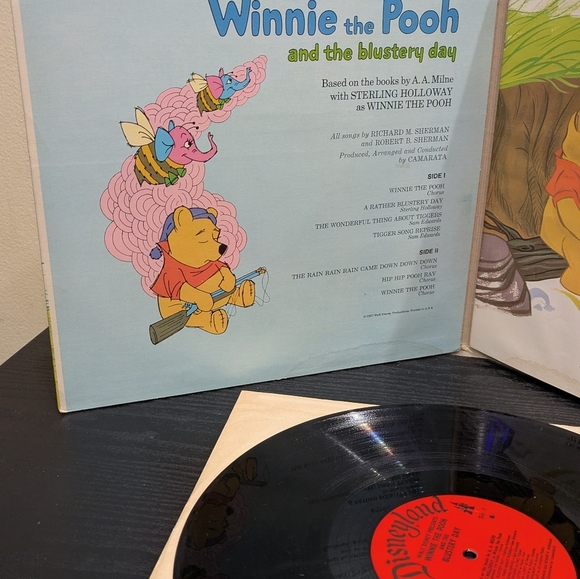 Winnie the Pooh
and the blustery day
Based on the books by A. A. Milne
with STERLING HOLLOWAY
as WINNIE THE POOH
All songs by RICHARD M. SHERMAN
and ROBERT B. SHERMAN
Produced, Arranged and Conducted
by CAMARATA
SIDE I
WINNIE THE POOH
Chorus
A RATHER BLUSTERY DAY
Sterling Holloway
THE WONDERFUL THING ABOUT TIGGERS
Sam Edwards
TIGGER SONG REPRISE
Sam Edwards
SIDE II
THE RAIN RAIN RAIN CAME DOWN DOWN DOWN
Chorus
HIP HIP POOH RAY
Chorus
WINNIE THE POOH
Chorus
Disneyland
WINNIE THE POOH
AND THE
BLUSTERY DAY